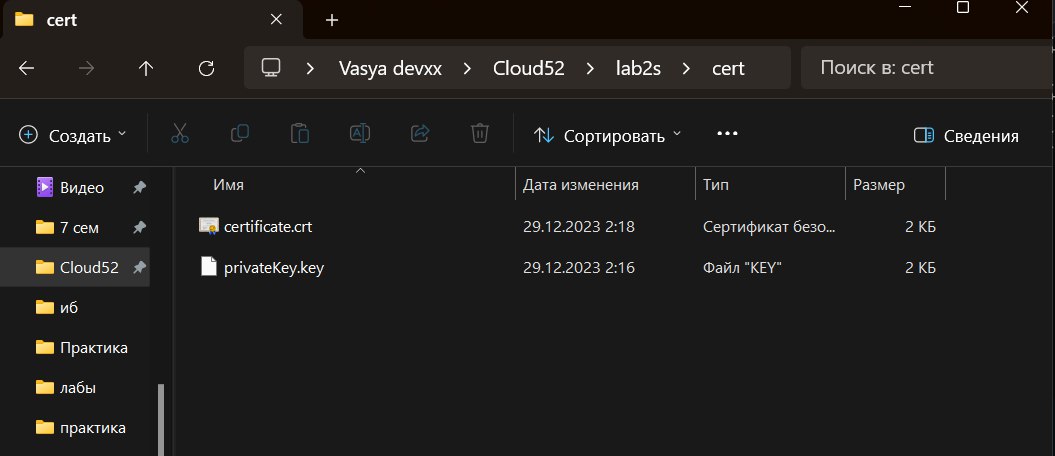 cert
Vasya devxx > Cloud52 > lab2s > cert
Поиск в: cert
Создать
Сортировать
Сведения
Имя
Дата изменения
Тип
Размер
Видео
7 сем
Cloud52
иб
Практика
лабы
практика
certificate.crt 29.12.2023 2:18 Сертификат безо... 2 КБ
privateKey.key 29.12.2023 2:16 Файл "KEY" 2 КБ